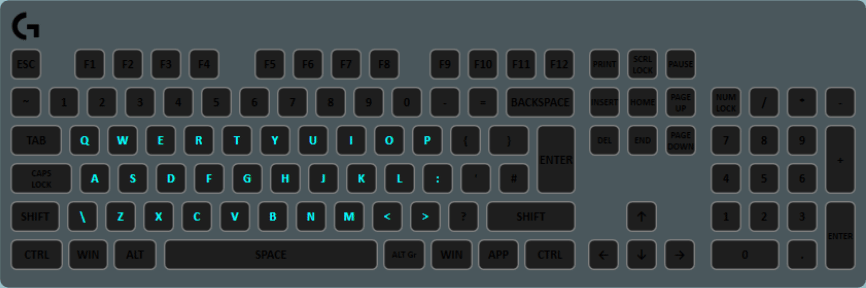 ESC F1 F2 F3 F4 F5 F6 F7 F8 F9 F10 F11 F12 PRINT SCRL LOCK PAUSE
~ 1 2 3 4 5 6 7 8 9 0 - = BACKSPACE INSERT HOME PAGE UP NUM LOCK / * -
TAB Q W E R T Y U I O P ( ) ENTER DEL END PAGE DOWN 7 8 9 +
CAPS LOCK A S D F G H J K L : ' # 4 5 6
SHIFT \ Z X C V B N M < > ? SHIFT ↑ 1 2 3 ENTER
CTRL WIN ALT SPACE ALT Gr WIN APP CTRL ← ↓ → 0 .